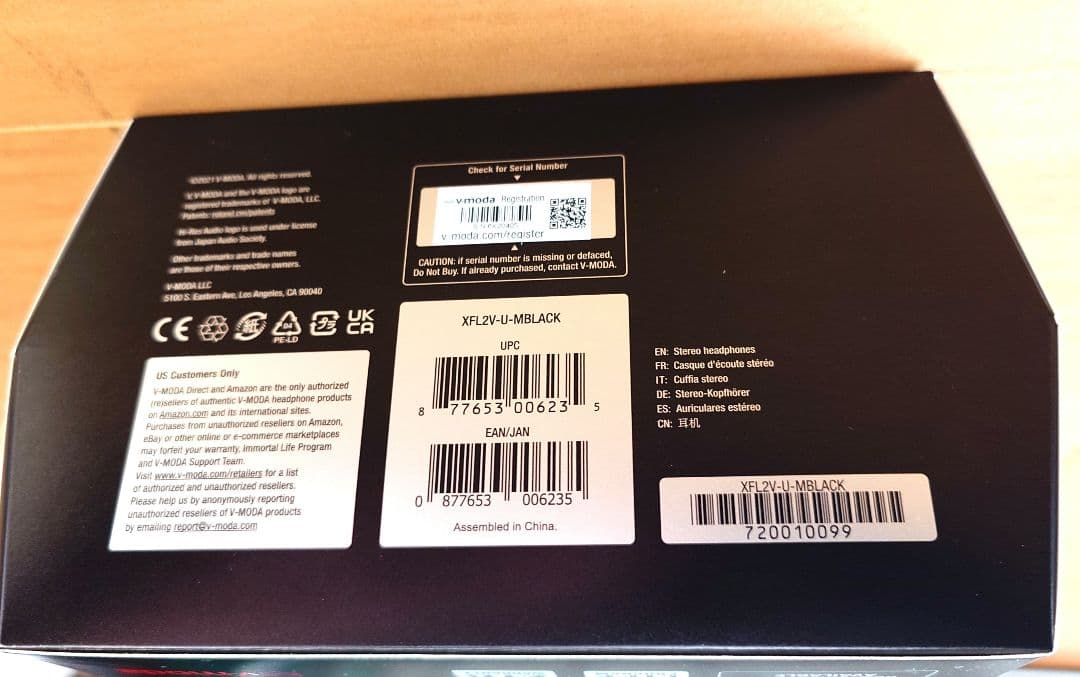 ©2021 V-MODA. All rights reserved.
V, V-MODA and the V-MODA logo are
registered trademarks of V-MODA, LLC.
Patents: roland.cm/patents
Hi-Res Audio logo is used under license
from Japan Audio Society.
Other trademarks and trade names
are those of their respective owners.
V-MODA LLC
5100 S. Eastern Ave, Los Angeles, CA 90040
CE
紙
04
プラ
UK
CA
PE-LD
US Customers Only
V-MODA Direct and Amazon are the only authorized
(re)sellers of authentic V-MODA headphone products
on Amazon.com and its international sites.
Purchases from unauthorized resellers on Amazon,
eBay or other online or e-commerce marketplaces
may forfeit your warranty, Immortal Life Program
and V-MODA Support Team.
Visit www.v-moda.com/retailers for a list
of authorized and unauthorized resellers.
Please help us by anonymously reporting
unauthorized resellers of V-MODA products
by emailing report@v-moda.com
Check for Serial Number
v-moda Registration
v-moda.com/register
CAUTION: if serial number is missing or defaced,
Do Not Buy. If already purchased, contact V-MODA.
XFL2V-U-MBLACK
UPC
8 77653 00623 5
EAN/JAN
0 877653 006235
Assembled in China.
EN: Stereo headphones
FR: Casque d'écoute stéréo
IT: Cuffia stereo
DE: Stereo-Kopfhörer
ES: Auriculares estéreo
CN: 耳机
XFL2V-U-MBLACK
720010099